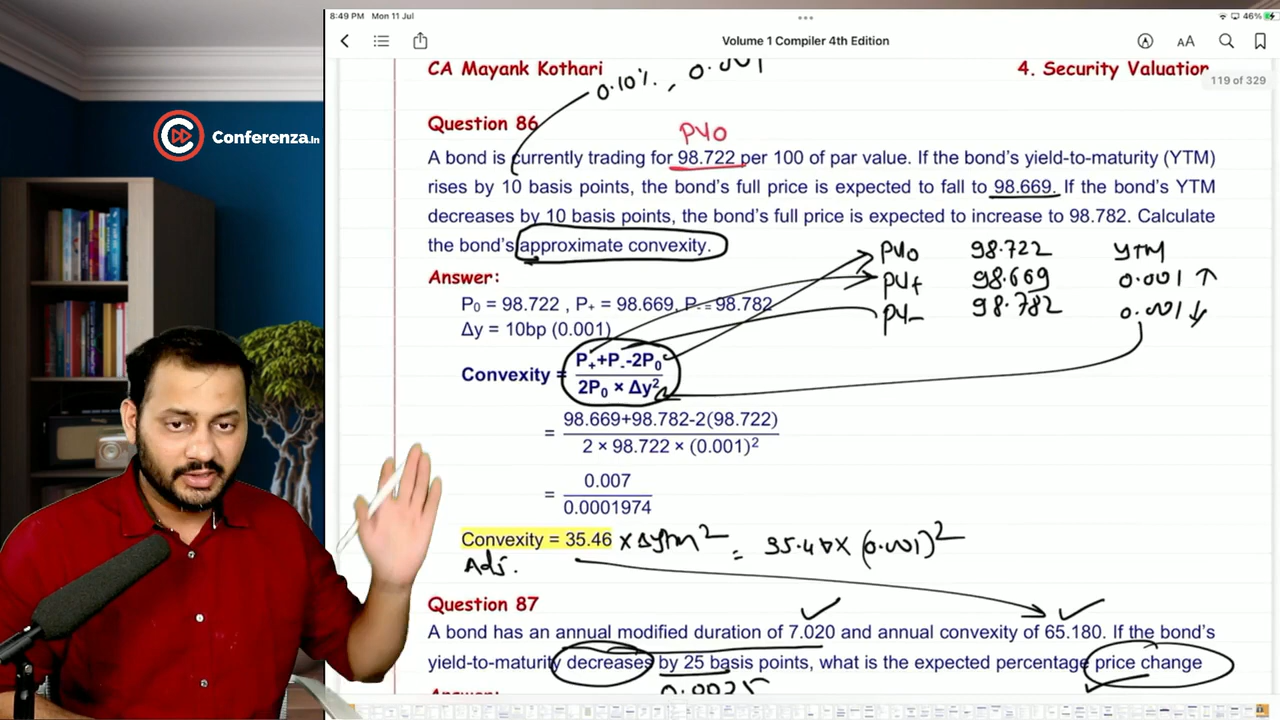 8:49 PM Mon 11 Jul
46%
Volume 1 Compiler 4th Edition
AA
CA Mayank Kothari
4. Security Valuation
119 of 329
0.10%, 0.001
Conferenza.in
Question 86
PV0
A bond is currently trading for 98.722 per 100 of par value. If the bond's yield-to-maturity (YTM)
rises by 10 basis points, the bond's full price is expected to fall to 98.669. If the bond's YTM
decreases by 10 basis points, the bond's full price is expected to increase to 98.782. Calculate
the bond's approximate convexity.
PV0 98.722 YTM
PV+ 98.669 0.001 ↑
PV- 98.782 0.001 ↓
Answer:
P0 = 98.722 , P+ = 98.669, P- = 98.782
Δy = 10bp (0.001)
Convexity = P+ + P- -2P0
2P0 × Δy²
= 98.669+98.782-2(98.722)
2 × 98.722 × (0.001)²
= 0.007
0.0001974
Convexity = 35.46 × Δytm² = 35.46 × (0.001)²
Adj.
Question 87
A bond has an annual modified duration of 7.020 and annual convexity of 65.180. If the bond's
yield-to-maturity decreases by 25 basis points, what is the expected percentage price change
0.0025
Answer: